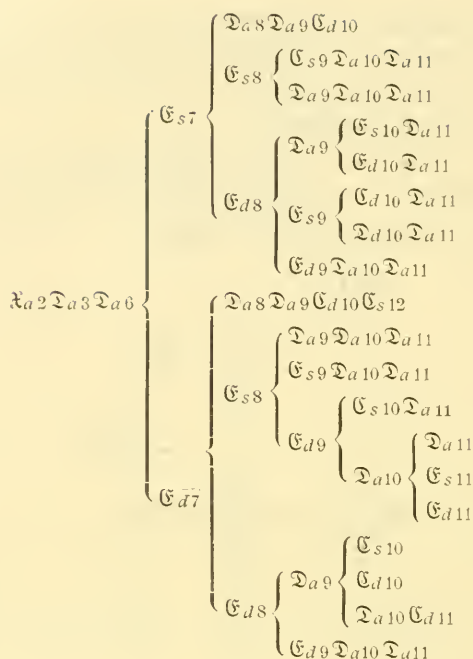 𝔇a 8 𝔇a 9 ℭd 10
𝔈s 8 ℭs 9 𝔇a 10 𝔇a 11
𝔈s 7 𝔇a 9 𝔇a 10 𝔇a 11
𝔇a 9 𝔈s 10 𝔇a 11
𝔈d 10 𝔇a 11
𝔈d 8 𝔈s 9 ℭd 10 𝔇a 11
𝔇d 10 𝔇a 11
𝔈d 9 𝔇a 10 𝔇a 11
𝔛a 2 𝔇a 3 𝔇a 6 𝔇a 8 𝔇a 9 ℭd 10 ℭs 12
𝔈s 8 𝔇a 9 𝔇a 10 𝔇a 11
𝔈s 9 𝔇a 10 𝔇a 11
𝔈d 9 ℭs 10 𝔇a 11
𝔇a 10 𝔇a 11
𝔈s 11
𝔈d 7 𝔈d 11
𝔇a 9 ℭs 10
ℭd 10
𝔈d 8 𝔇a 10 ℭd 11
𝔈d 9 𝔇a 10 𝔇a 11